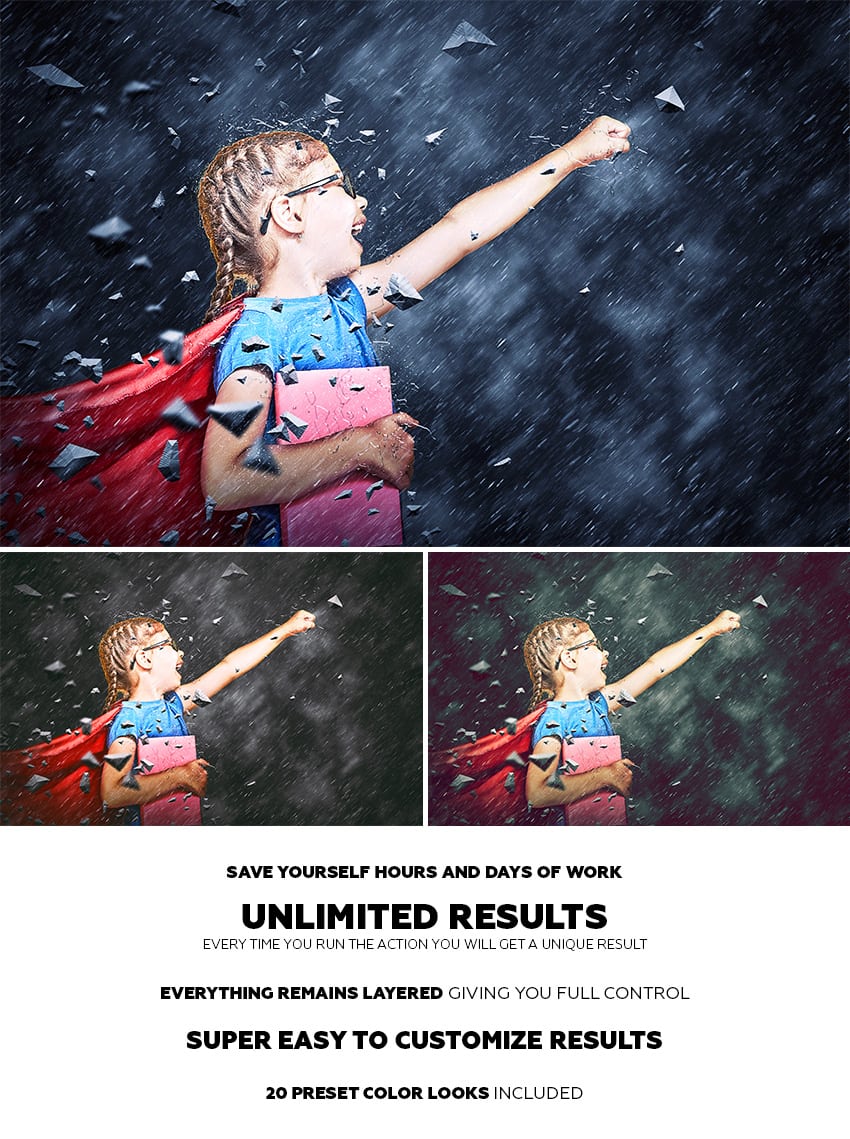 SAVE YOURSELF HOURS AND DAYS OF WORK
UNLIMITED RESULTS
EVERY TIME YOU RUN THE ACTION YOU WILL GET A UNIQUE RESULT
EVERYTHING REMAINS LAYERED GIVING YOU FULL CONTROL
SUPER EASY TO CUSTOMIZE RESULTS
20 PRESET COLOR LOOKS INCLUDED